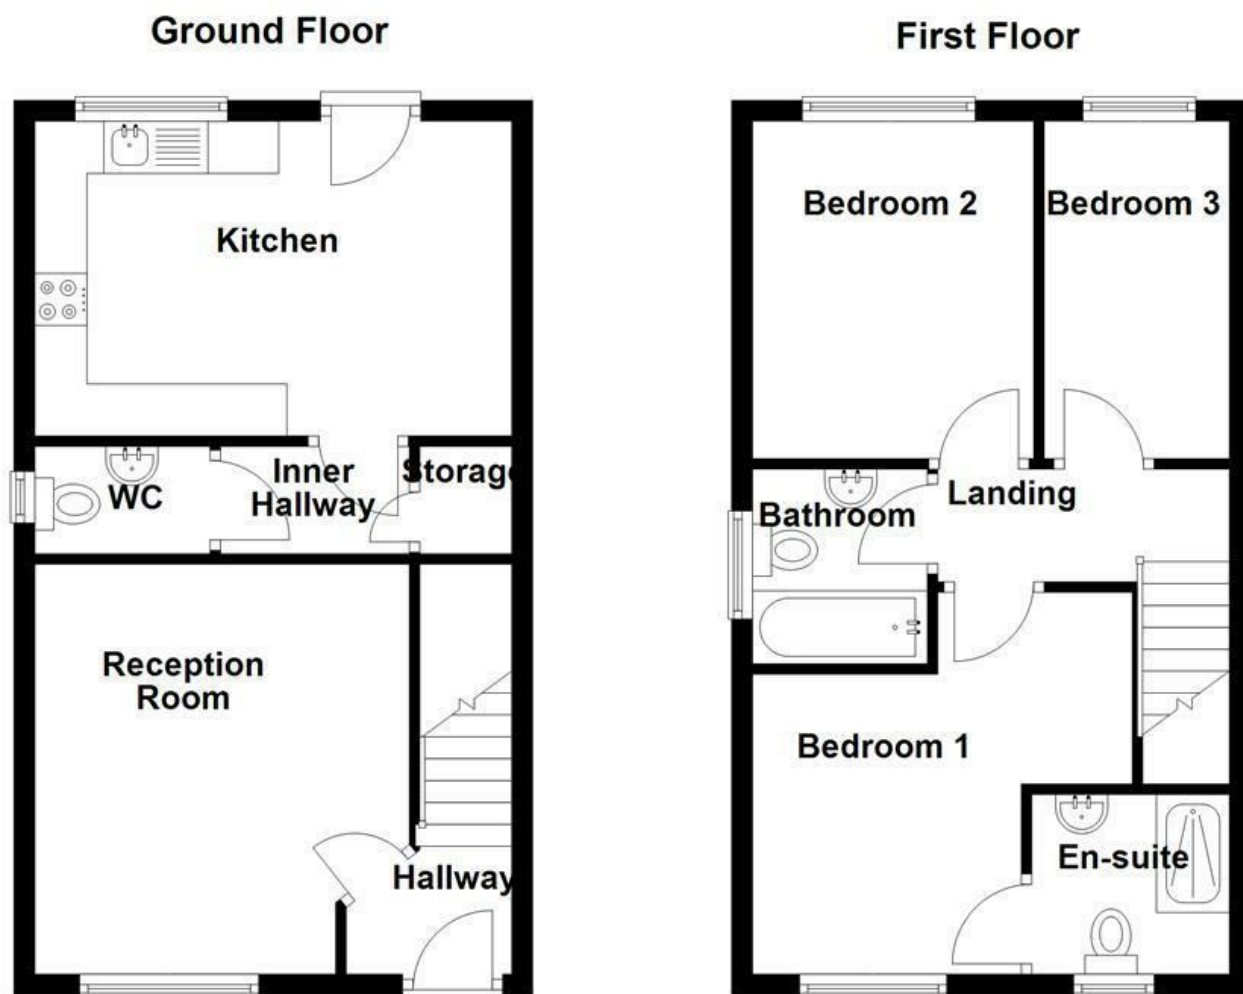 Ground Floor
Kitchen
WC
Inner
Hallway
Storage
Reception
Room
Hallway
First Floor
Bedroom 2
Bedroom 3
Bathroom
Landing
Bedroom 1
En-suite